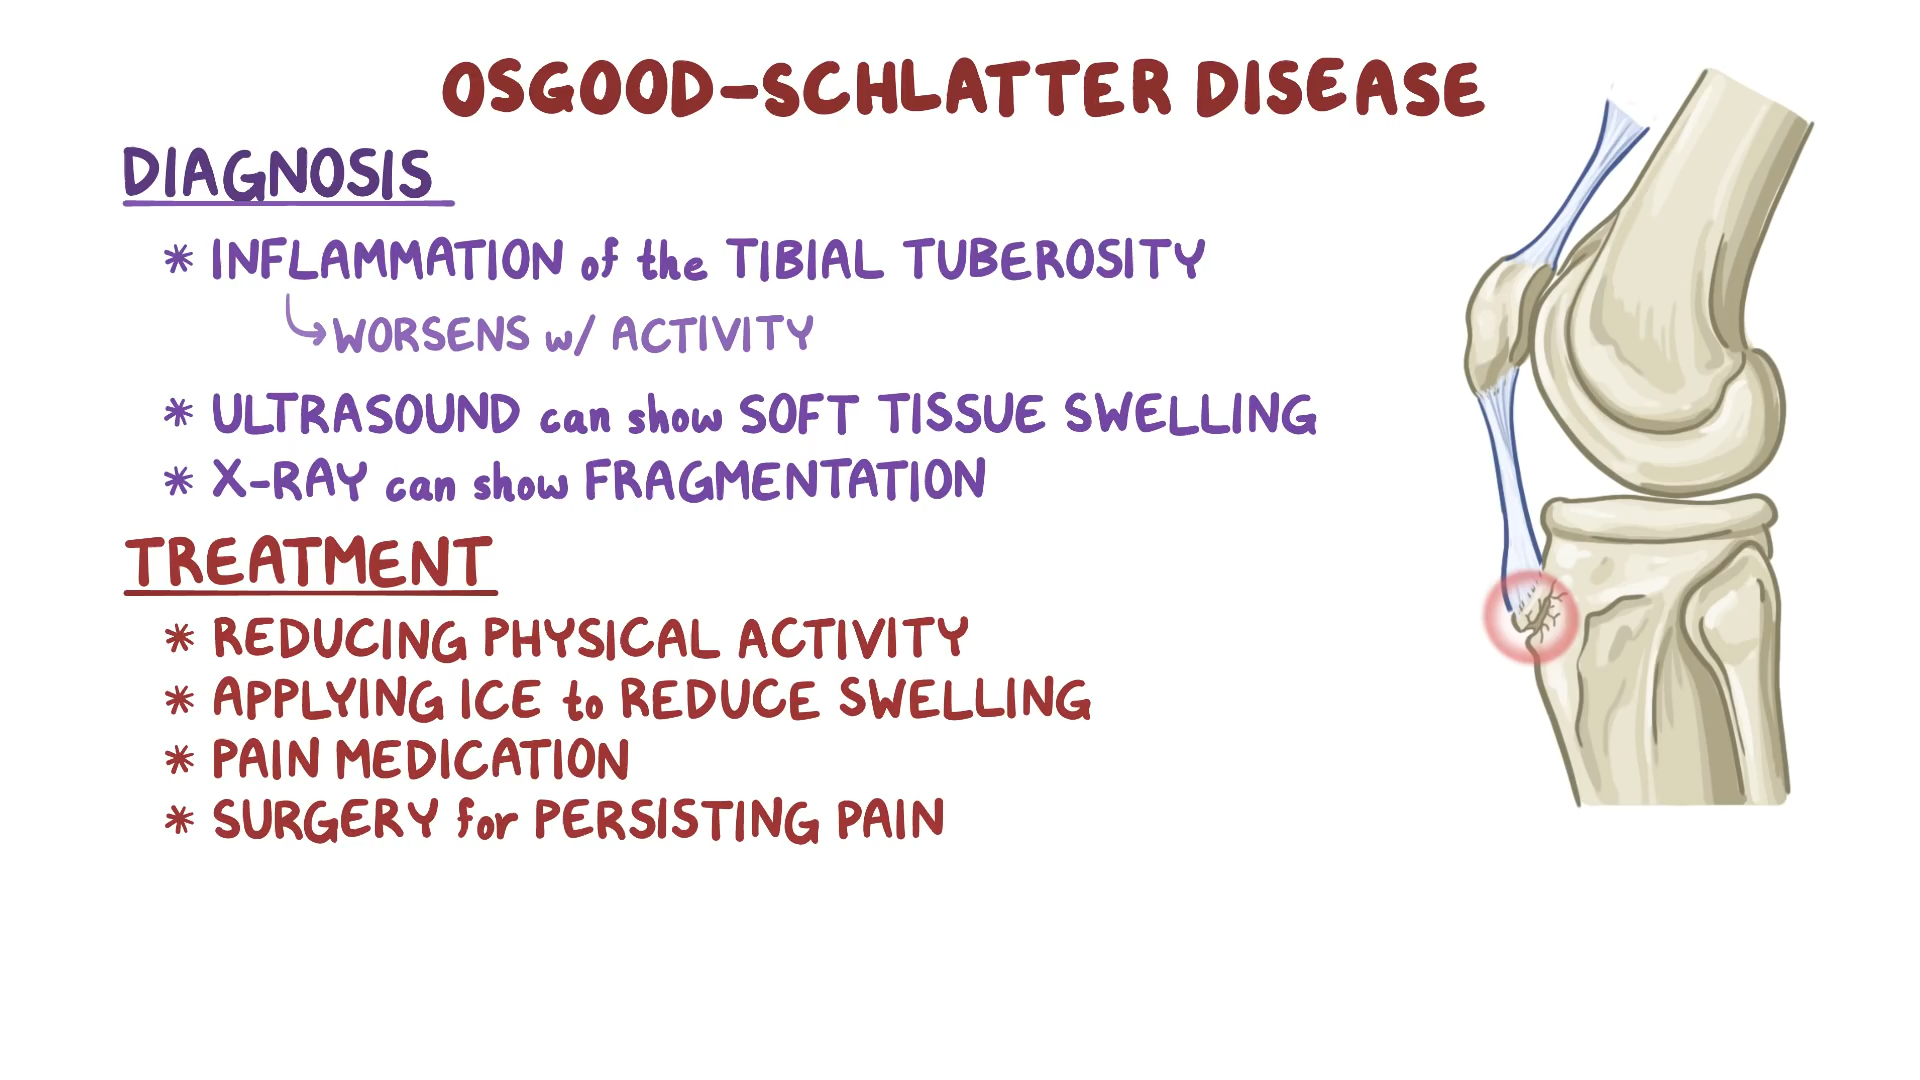 OSGOOD-SCHLATTER DISEASE
DIAGNOSIS
* INFLAMMATION of the TIBIAL TUBEROSITY
↳ WORSENS w/ ACTIVITY
* ULTRASOUND can show SOFT TISSUE SWELLING
* X-RAY can show FRAGMENTATION
TREATMENT
* REDUCING PHYSICAL ACTIVITY
* APPLYING ICE to REDUCE SWELLING
* PAIN MEDICATION
* SURGERY for PERSISTING PAIN